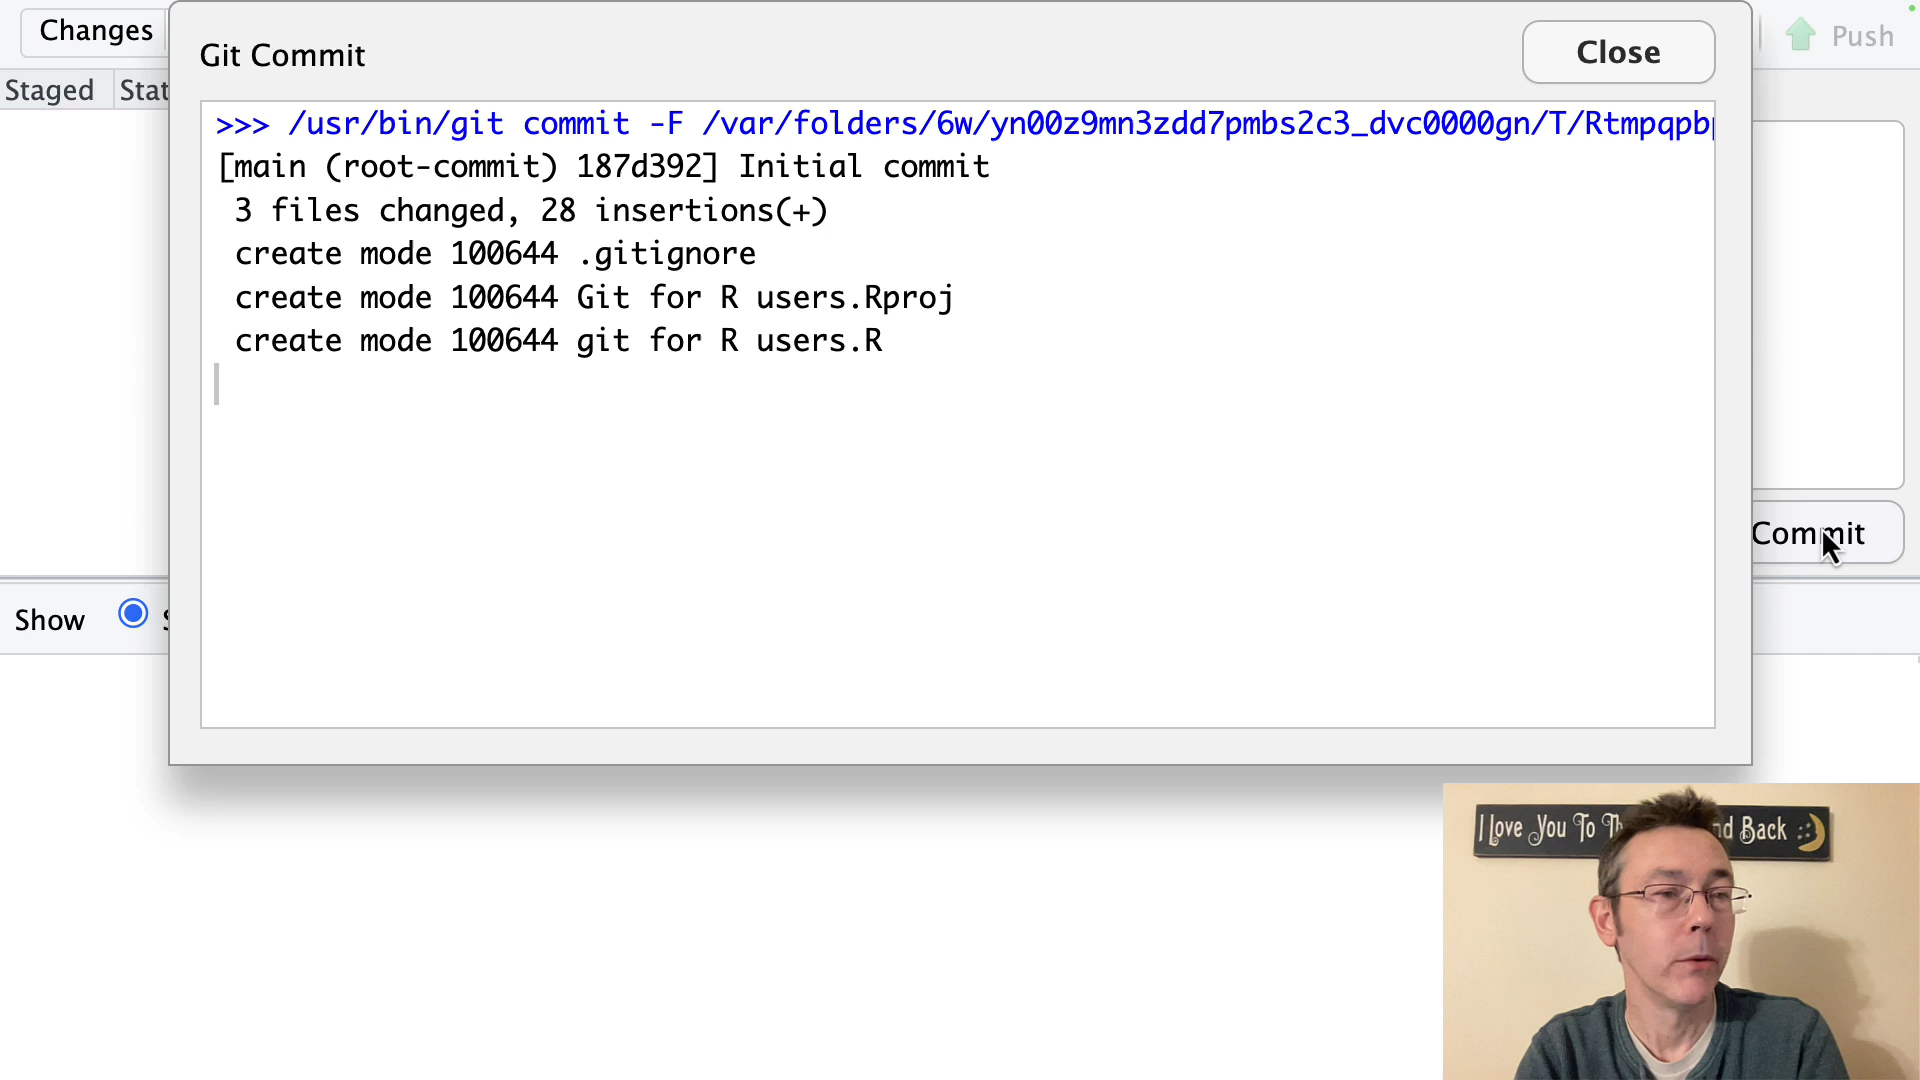 Changes
Git Commit
Close
Push
Staged
>>> /usr/bin/git commit -F /var/folders/6w/yn00z9mn3zdd7pmbs2c3_dvc0000gn/T/Rtmpqpb
[main (root-commit) 187d392] Initial commit
3 files changed, 28 insertions(+)
create mode 100644 .gitignore
create mode 100644 Git for R users.Rproj
create mode 100644 git for R users.R
Commit
Show
I Love You To Back